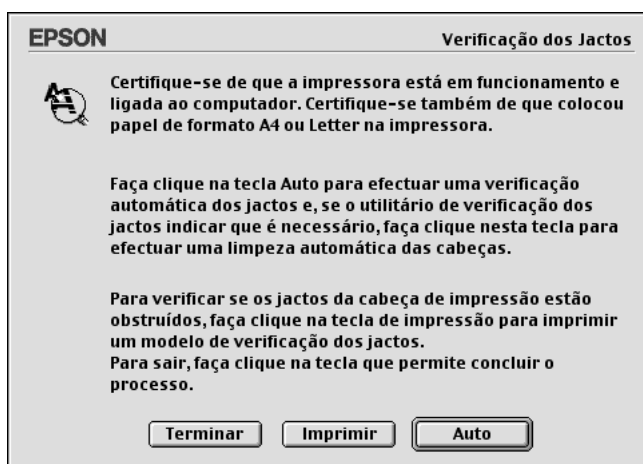 EPSON
Verificação dos Jactos
Certifique-se de que a impressora está em funcionamento e
ligada ao computador. Certifique-se também de que colocou
papel de formato A4 ou Letter na impressora.
Faça clique na tecla Auto para efectuar uma verificação
automática dos jactos e, se o utilitário de verificação dos
jactos indicar que é necessário, faça clique nesta tecla para
efectuar uma limpeza automática das cabeças.
Para verificar se os jactos da cabeça de impressão estão
obstruídos, faça clique na tecla de impressão para imprimir
um modelo de verificação dos jactos.
Para sair, faça clique na tecla que permite concluir o
processo.
Terminar
Imprimir
Auto